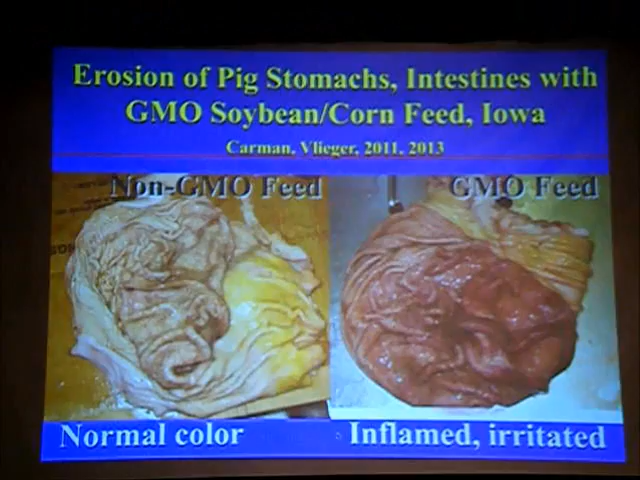 Erosion of Pig Stomachs, Intestines with
GMO Soybean/Corn Feed, Iowa
Carman, Vlieger, 2011, 2013
Non-GMO Feed
GMO Feed
Normal color
Inflamed, irritated